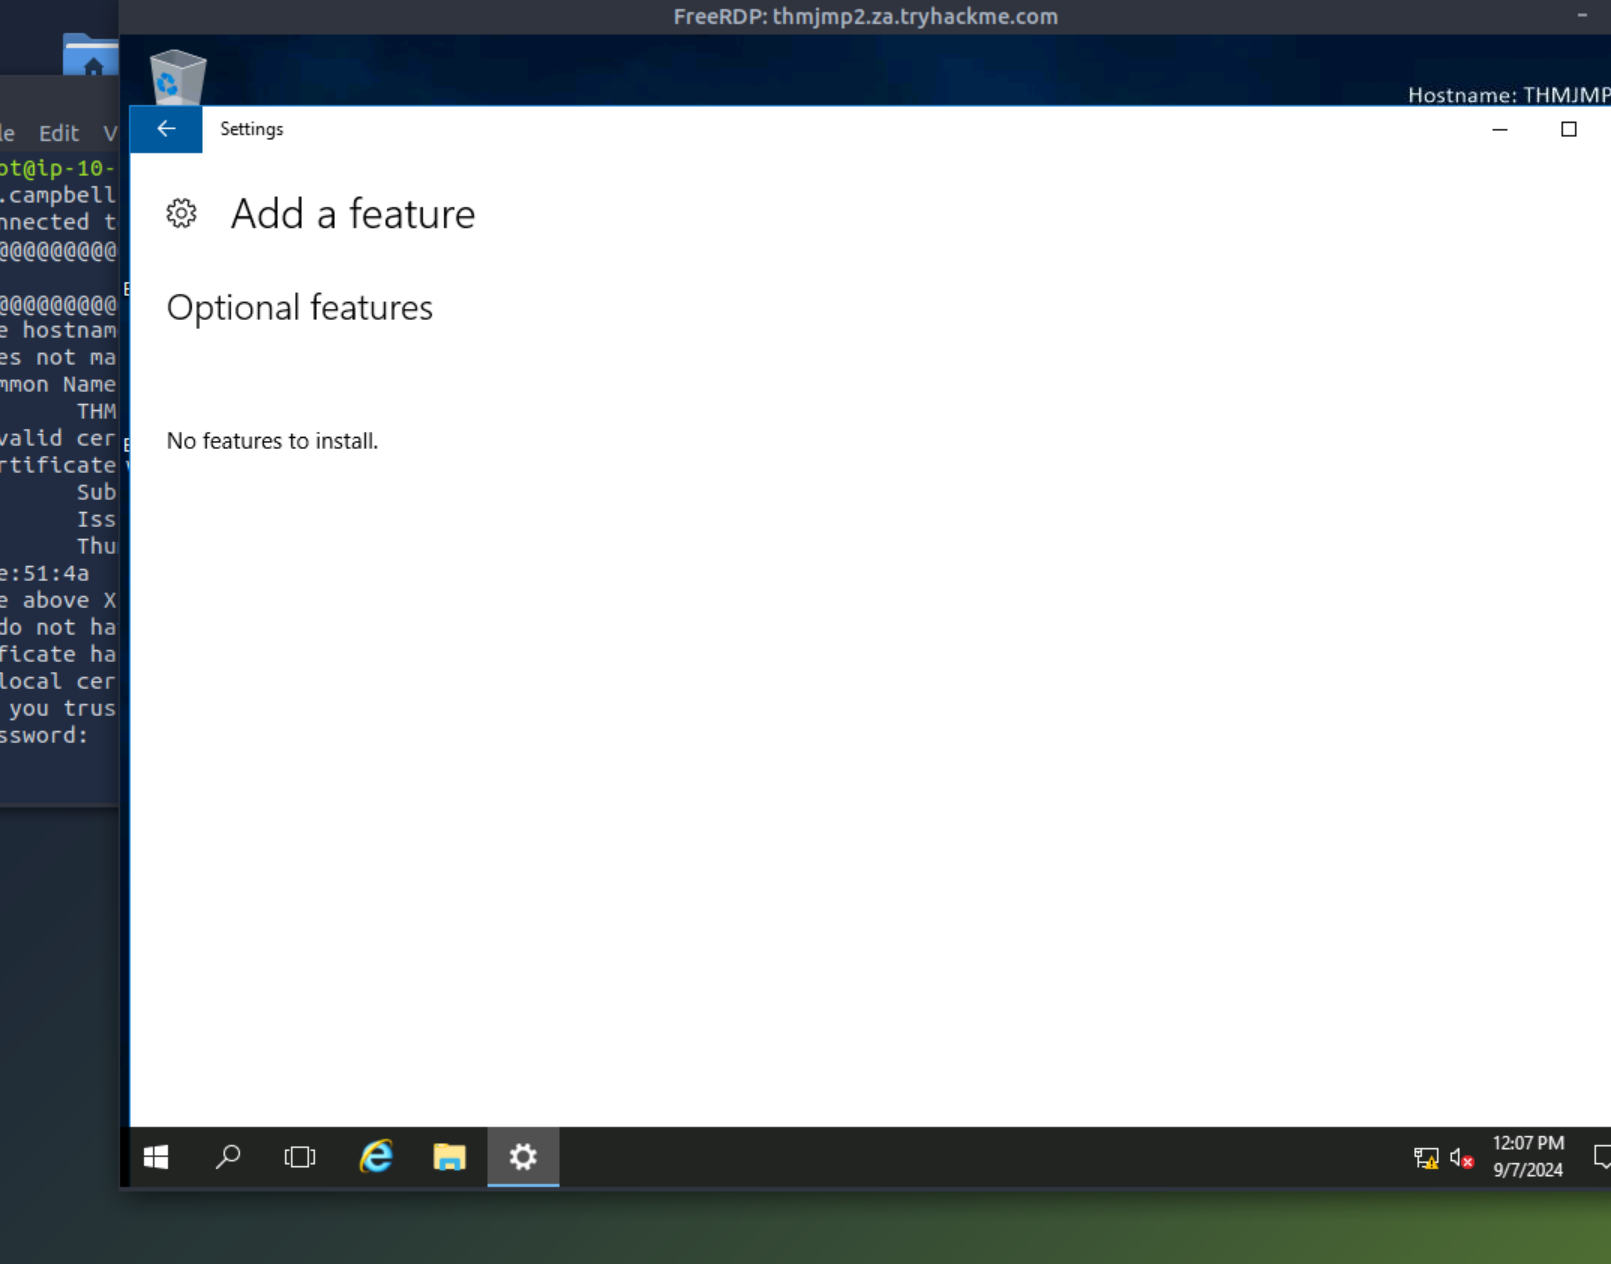 FreeRDP: thmjmp2.za.tryhackme.com
Hostname: THMJMP
le Edit V
Settings
ot@ip-10-
.campbell
nnected t
@@@@@@@@@
@@@@@@@@@
e hostnam
es not ma
mmon Name
THM
valid cer
rtificate
Sub
Iss
Thu
e:51:4a
e above X
do not ha
ficate ha
local cer
you trus
ssword:
Add a feature
Optional features
No features to install.
12:07 PM
9/7/2024